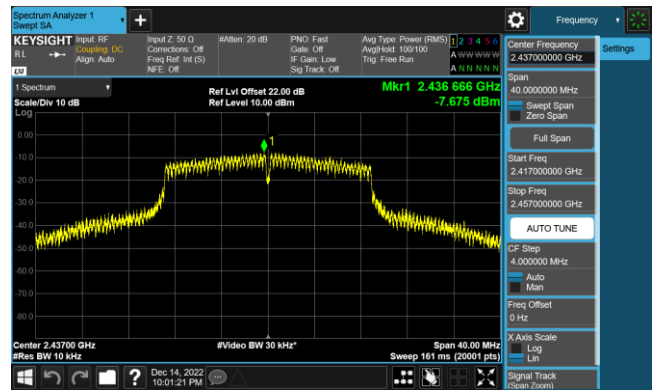 Spectrum Analyzer 1
Swept SA
Frequency
KEYSIGHT
RL
Input: RF
Coupling: DC
Align: Auto
Input Z: 50 Ω
Corrections: Off
Freq Ref: Int (S)
NFE: Off
#Atten: 20 dB
PNO: Fast
Gate: Off
IF Gain: Low
Sig Track: Off
Avg Type: Power (RMS)
Avg|Hold: 100/100
Trig: Free Run
1 2 3 4 5 6
A W W W W W
A N N N N N
1 Spectrum
Scale/Div 10 dB
Log
Ref Lvl Offset 22.00 dB
Ref Level 10.00 dBm
Mkr1 2.436 666 GHz
-7.675 dBm
1
0.00
-10.0
-20.0
-30.0
-40.0
-50.0
-60.0
-70.0
-80.0
Center 2.43700 GHz
#Res BW 10 kHz
#Video BW 30 kHz*
Span 40.00 MHz
Sweep 161 ms (20001 pts)
Center Frequency
2.437000000 GHz
Settings
Span
40.0000000 MHz
Swept Span
Zero Span
Full Span
Start Freq
2.417000000 GHz
Stop Freq
2.457000000 GHz
AUTO TUNE
CF Step
4.000000 MHz
Auto
Man
Freq Offset
0 Hz
X Axis Scale
Log
Lin
Signal Track
(Span Zoom)
?
Dec 14, 2022
10:01:21 PM